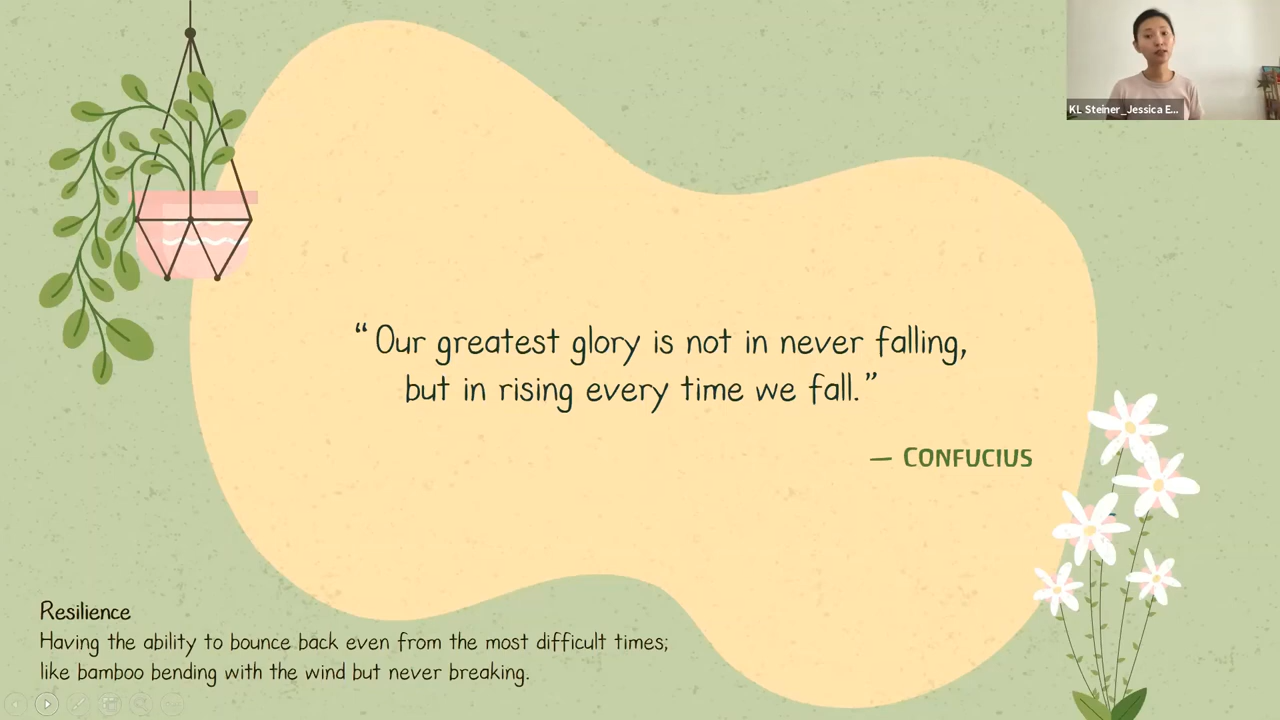 KL Steiner_Jessica E...
“Our greatest glory is not in never falling,
but in rising every time we fall.”
— CONFUCIUS
Resilience
Having the ability to bounce back even from the most difficult times;
like bamboo bending with the wind but never breaking.